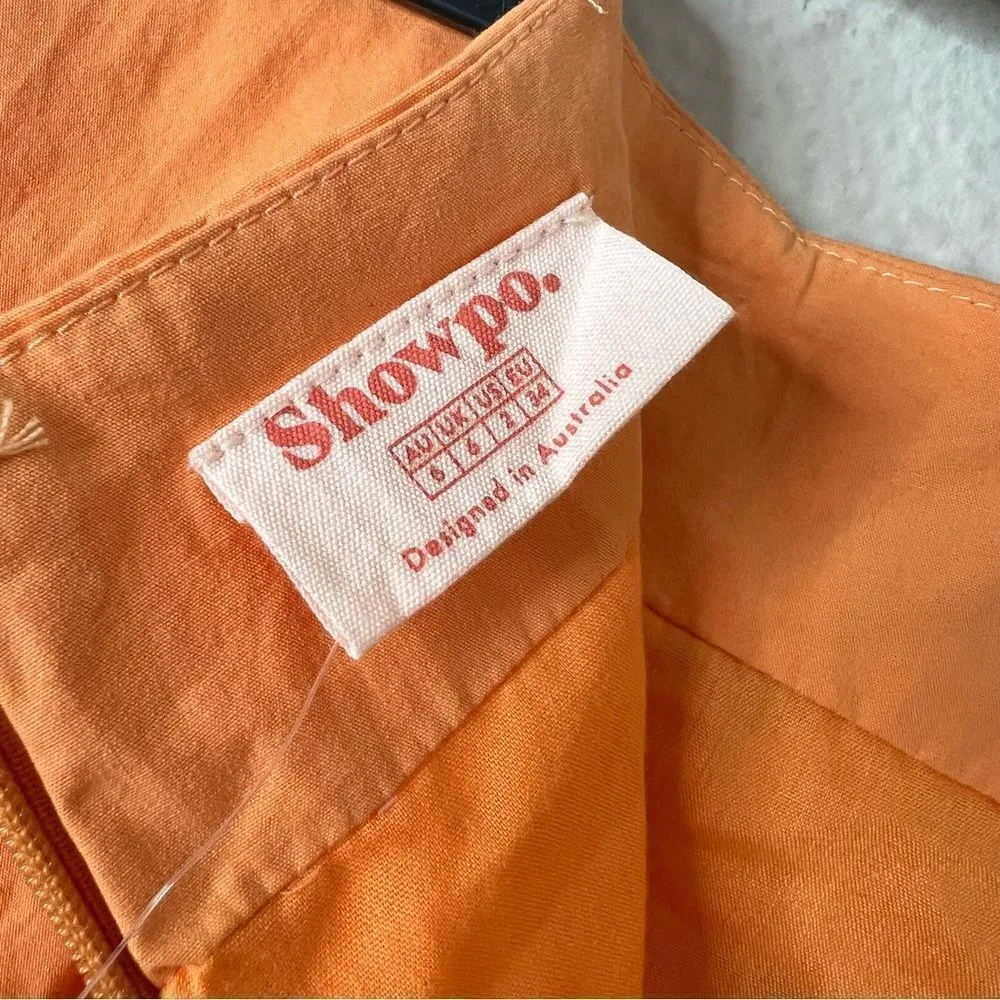 Showpo.
AU UK US EU
6 6 2 34
Designed in Australia